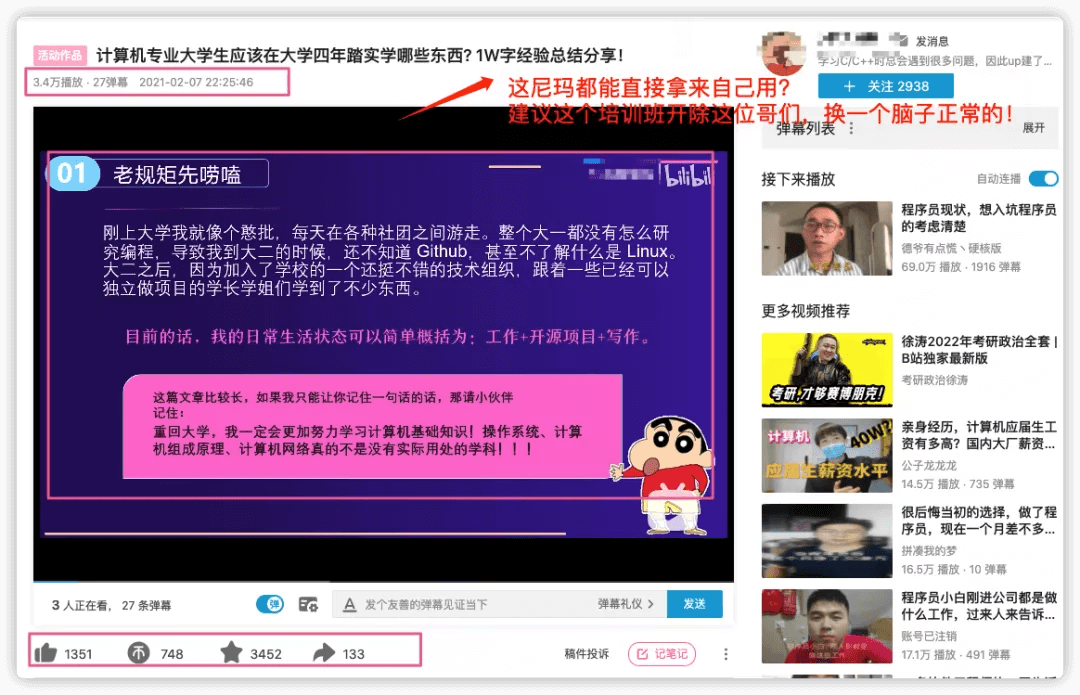 活动作品 计算机专业大学生应该在大学四年踏实学哪些东西? 1W字经验总结分享!
3.4万播放 · 27弹幕 2021-02-07 22:25:46
这尼玛都能直接拿来自己用?
建议这个培训班开除这位哥们，换一个脑子正常的!
发消息
学习C/C++时总会遇到很多问题，因此up建了...
+ 关注 2938
弹幕列表
展开
01 老规矩先唠嗑
bilibili
刚上大学我就像个憨批，每天在各种社团之间游走。整个大一都没有怎么研
究编程，导致我到大二的时候，还不知道 Github，甚至不了解什么是 Linux。
大二之后，因为加入了学校的一个还挺不错的技术组织，跟着一些已经可以
独立做项目的学长学姐们学到了不少东西。
目前的话，我的日常生活状态可以简单概括为：工作+开源项目+写作。
这篇文章比较长，如果我只能让你记住一句话的话，那请小伙伴
记住：
重回大学，我一定会更加努力学习计算机基础知识！操作系统、计算
机组成原理、计算机网络真的不是没有实际用处的学科！！！
3 人正在看， 27 条弹幕
弹
A 发个友善的弹幕见证当下
弹幕礼仪 >
发送
1351
748
3452
133
稿件投诉
记笔记
接下来播放
自动连播
程序员现状，想入坑程序员
的考虑清楚
德爷有点慌丶硬核版
69.0万 播放 · 1916 弹幕
更多视频推荐
考研,才够赛博朋克!
徐涛2022年考研政治全套 |
B站独家最新版
考研政治徐涛
计算机
40W?
应届生薪资水平
亲身经历，计算机应届生工
资有多高？国内大厂薪资...
公子龙龙龙
14.5万 播放 · 735 弹幕
很后悔当初的选择，做了程
序员，现在一个月差不多...
拼凑我的梦
16.5万 播放 · 10 弹幕
程序员小白刚进公司都是做
什么工作，过来人来告诉...
账号已注销
17.1万 播放 · 491 弹幕